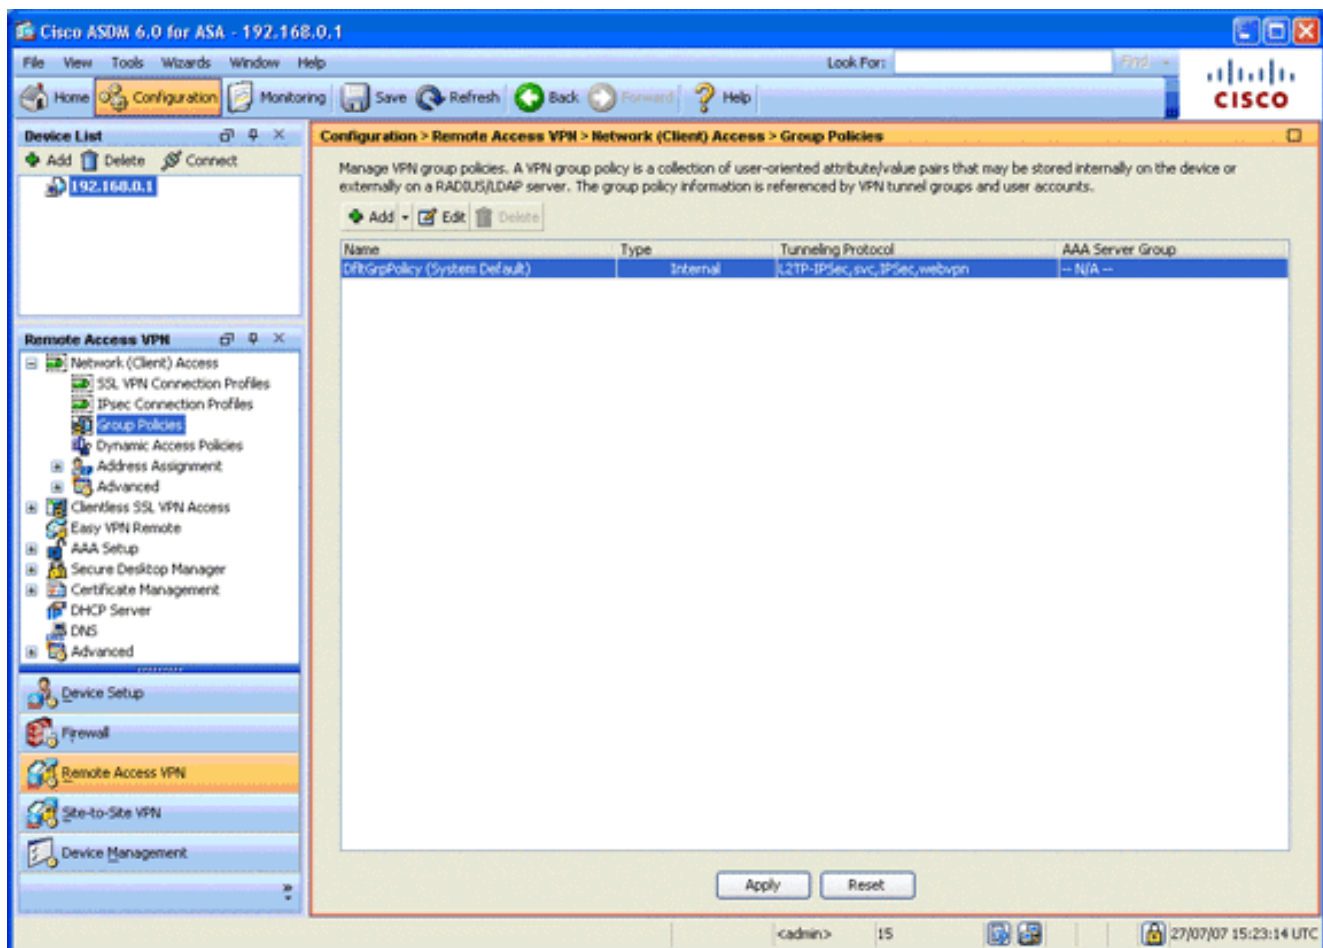 Cisco ASDM 6.0 for ASA - 192.168.0.1
File View Tools Wizards Window Help Look For: Find
Home Configuration Monitoring Save Refresh Back Forward Help
CISCO
Device List
Add Delete Connect
192.168.0.1
Remote Access VPN
Network (Client) Access
SSL VPN Connection Profiles
IPsec Connection Profiles
Group Policies
Dynamic Access Policies
Address Assignment
Advanced
Clientless SSL VPN Access
Easy VPN Remote
AAA Setup
Secure Desktop Manager
Certificate Management
DHCP Server
DNS
Advanced
Device Setup
Firewall
Remote Access VPN
Site-to-Site VPN
Device Management
Configuration > Remote Access VPN > Network (Client) Access > Group Policies
Manage VPN group policies. A VPN group policy is a collection of user-oriented attribute/value pairs that may be stored internally on the device or
externally on a RADIUS/LDAP server. The group policy information is referenced by VPN tunnel groups and user accounts.
Add Edit Delete
Name Type Tunneling Protocol AAA Server Group
DfltGrpPolicy (System Default) Internal L2TP-IPSec,svc,IPSec,webvpn -- N/A --
Apply Reset
<admin> 15 27/07/07 15:23:14 UTC